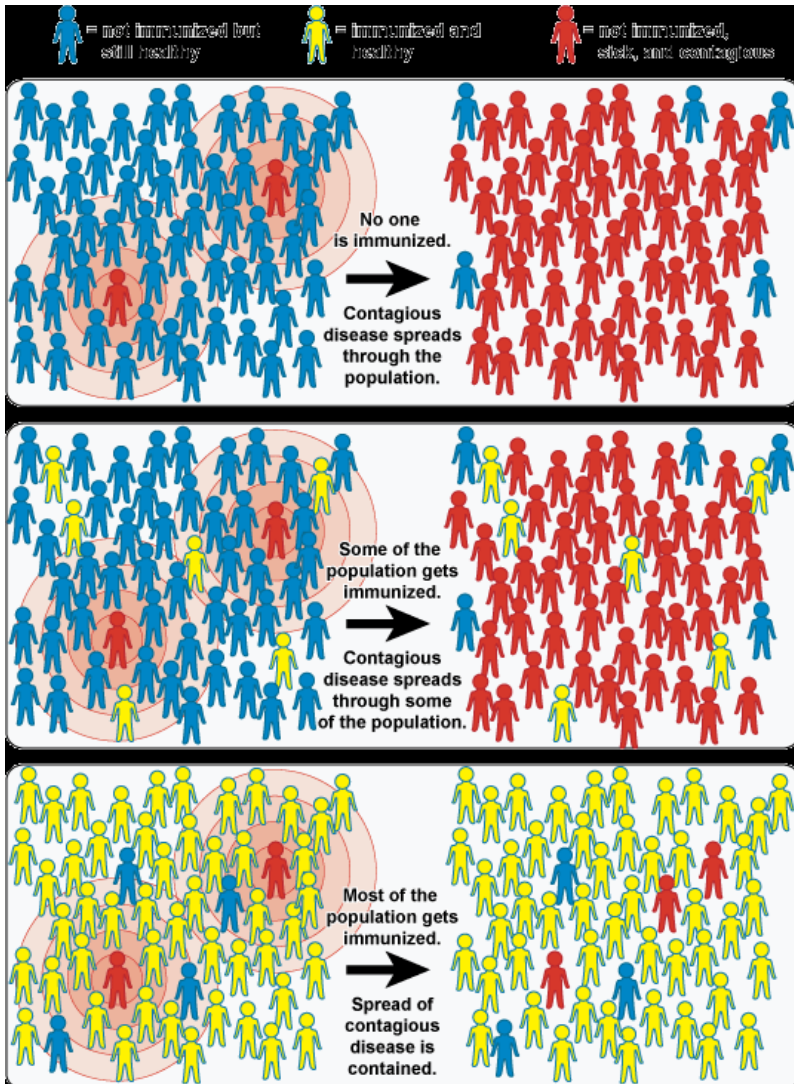 = not immunized but
still healthy
= immunized and
healthy
= not immunized,
sick, and contagious
No one
is immunized.
Contagious
disease spreads
through the
population.
Some of the
population gets
immunized.
Contagious
disease spreads
through some
of the population.
Most of the
population gets
immunized.
Spread of
contagious
disease is
contained.